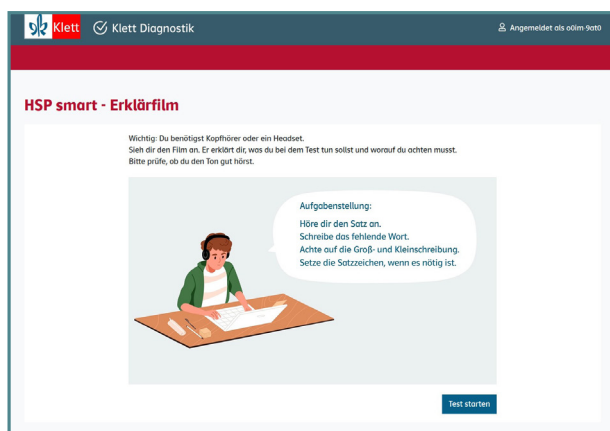 Klett
Klett Diagnostik
Angemeldet als o0im-9at0
HSP smart - Erklärfilm
Wichtig: Du benötigst Kopfhörer oder ein Headset.
Sieh dir den Film an. Er erklärt dir, was du bei dem Test tun sollst und worauf du achten musst.
Bitte prüfe, ob du den Ton gut hörst.
Aufgabenstellung:
Höre dir den Satz an.
Schreibe das fehlende Wort.
Achte auf die Groß- und Kleinschreibung.
Setze die Satzzeichen, wenn es nötig ist.
Test starten